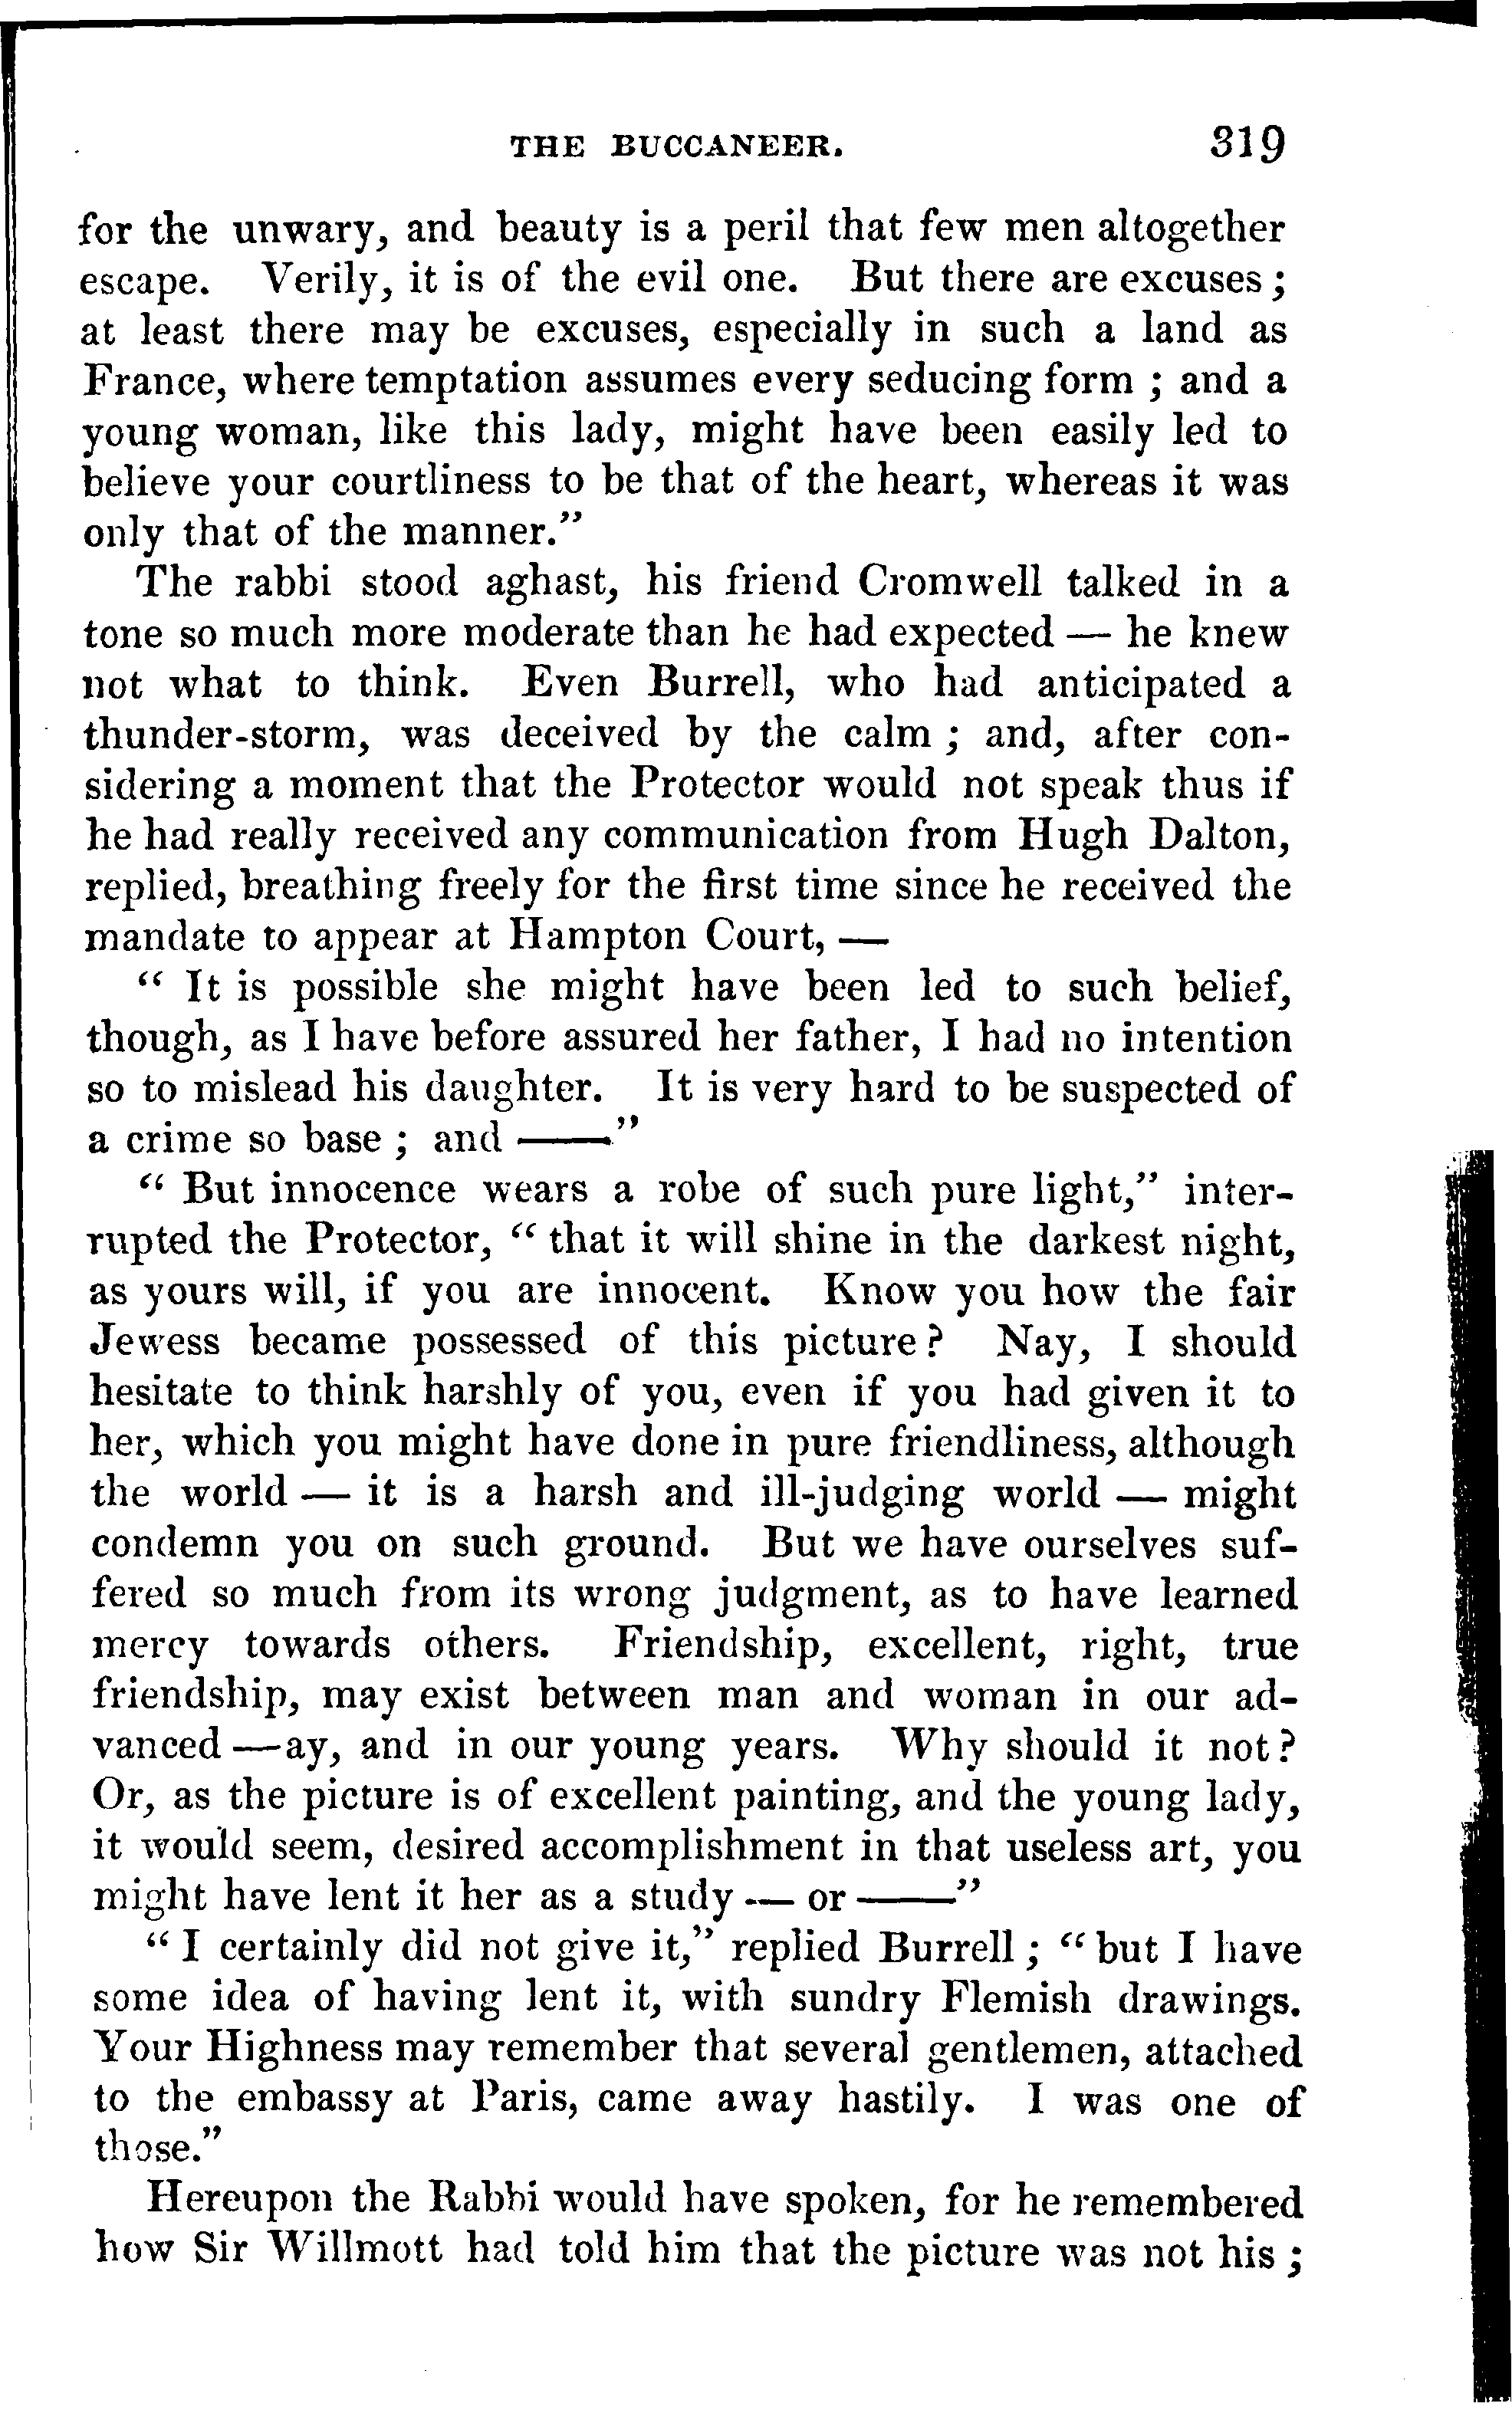 THE BUCCANEER. 319
for the unwary, and beauty is a peril that few men altogether
escape. Verily, it is of the evil one. But there are excuses ;
at least there may be excuses, especially in such a land as
France, where temptation assumes every seducing form ; and a
young woman, like this lady, might have been easily led to
believe your courtliness to be that of the heart, whereas it was
only that of the manner.”
The rabbi stood aghast, his friend Cromwell talked in a
tone so much more moderate than he had expected — he knew
not what to think. Even Burrell, who had anticipated a
thunder-storm, was deceived by the calm ; and, after con-
sidering a moment that the Protector would not speak thus if
he had really received any communication from Hugh Dalton,
replied, breathing freely for the first time since he received the
mandate to appear at Hampton Court, —
“ It is possible she might have been led to such belief,
though, as I have before assured her father, I had no intention
so to mislead his daughter. It is very hard to be suspected of
a crime so base ; and ——”
“ But innocence wears a robe of such pure light,” inter-
rupted the Protector, “ that it will shine in the darkest night,
as yours will, if you are innocent. Know you how the fair
Jewess became possessed of this picture? Nay, I should
hesitate to think harshly of you, even if you had given it to
her, which you might have done in pure friendliness, although
the world — it is a harsh and ill-judging world — might
condemn you on such ground. But we have ourselves suf-
fered so much from its wrong judgment, as to have learned
mercy towards others. Friendship, excellent, right, true
friendship, may exist between man and woman in our ad-
vanced —ay, and in our young years. Why should it not?
Or, as the picture is of excellent painting, and the young lady,
it would seem, desired accomplishment in that useless art, you
might have lent it her as a study — or ——”
“ I certainly did not give it,” replied Burrell ; “ but I have
some idea of having lent it, with sundry Flemish drawings.
Your Highness may remember that several gentlemen, attached
to the embassy at Paris, came away hastily. I was one of
those.”
Hereupon the Rabbi would have spoken, for he remembered
how Sir Willmott had told him that the picture was not his ;